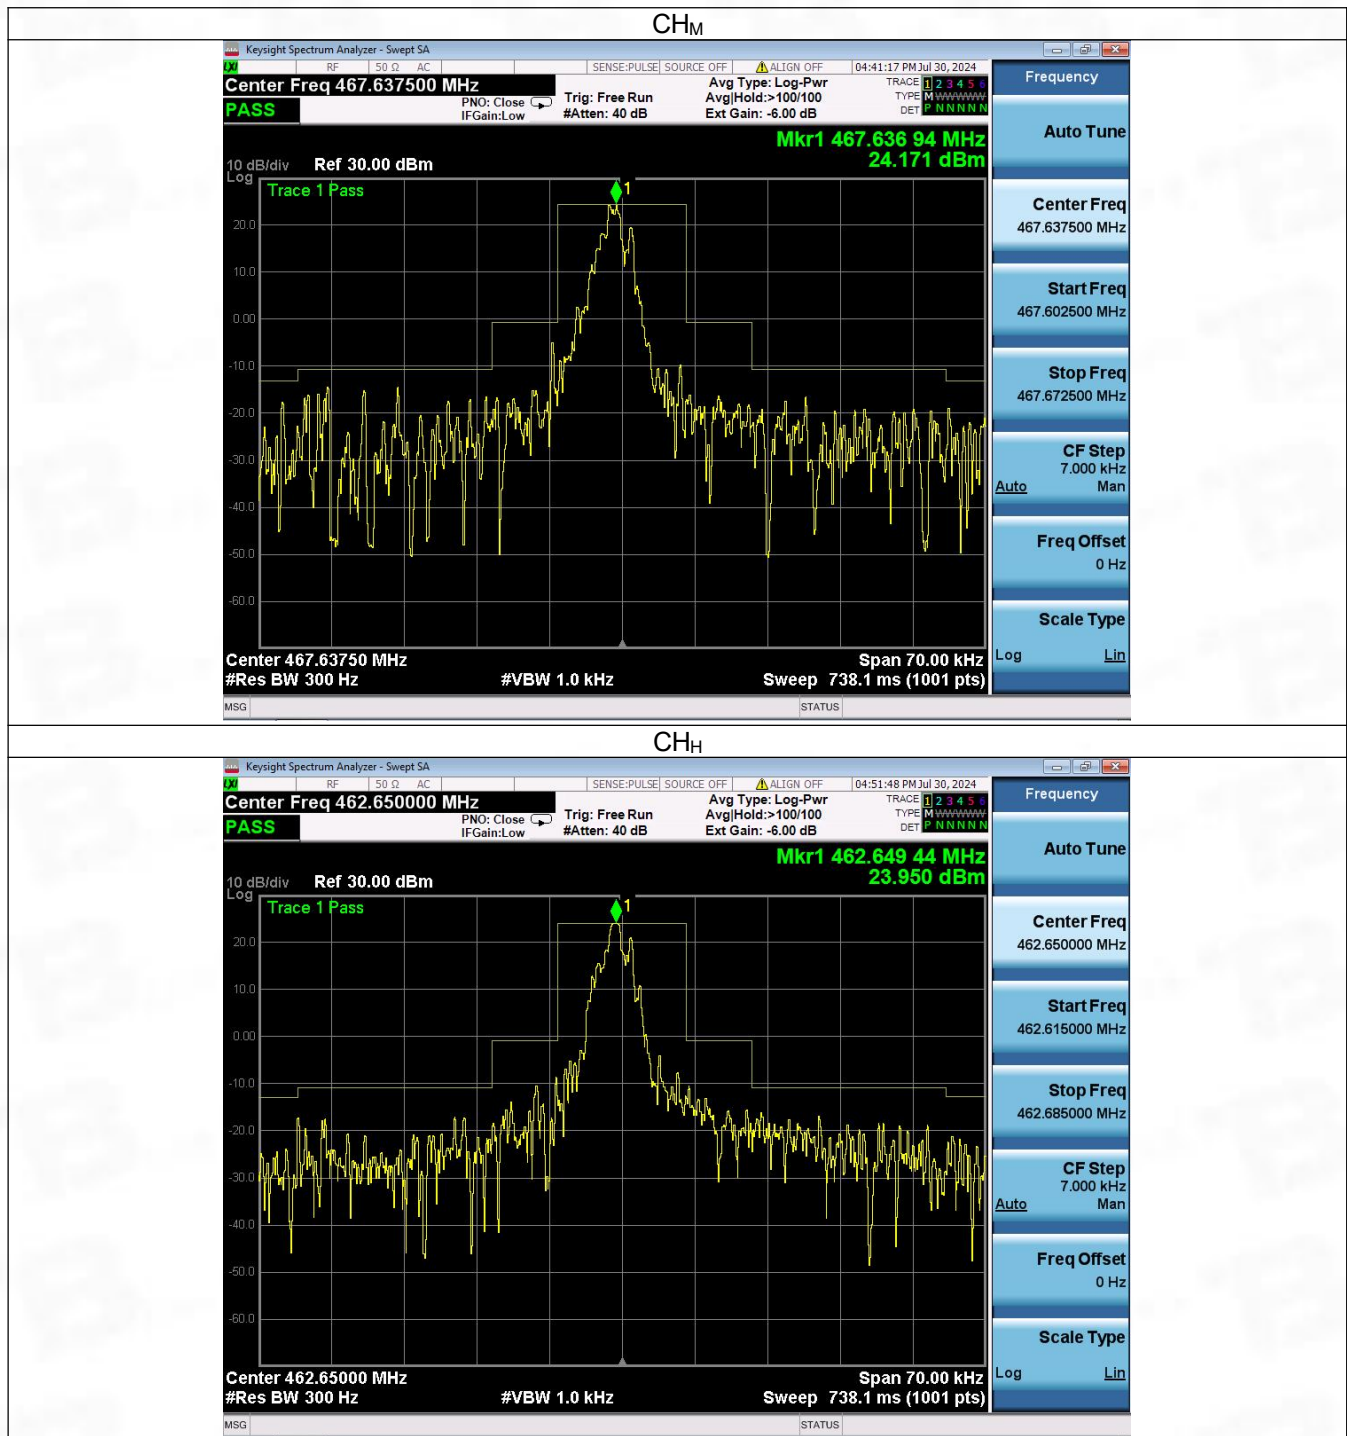 CHM
Keysight Spectrum Analyzer - Swept SA
LXI RF 50 Ω AC SENSE:PULSE SOURCE OFF ALIGN OFF 04:41:17 PM Jul 30, 2024
Center Freq 467.637500 MHz
PASS
PNO: Close
IFGain:Low
Trig: Free Run
#Atten: 40 dB
Avg Type: Log-Pwr
Avg|Hold:>100/100
Ext Gain: -6.00 dB
TRACE 1 2 3 4 5 6
TYPE M WWWWW
DET P N N N N N
Mkr1 467.636 94 MHz
24.171 dBm
10 dB/div Ref 30.00 dBm
Log
Trace 1 Pass
1
20.0
10.0
0.00
-10.0
-20.0
-30.0
-40.0
-50.0
-60.0
Center 467.63750 MHz Span 70.00 kHz
#Res BW 300 Hz #VBW 1.0 kHz Sweep 738.1 ms (1001 pts)
MSG STATUS
Frequency
Auto Tune
Center Freq
467.637500 MHz
Start Freq
467.602500 MHz
Stop Freq
467.672500 MHz
CF Step
7.000 kHz
Auto Man
Freq Offset
0 Hz
Scale Type
Log Lin
CHH
Keysight Spectrum Analyzer - Swept SA
LXI RF 50 Ω AC SENSE:PULSE SOURCE OFF ALIGN OFF 04:51:48 PM Jul 30, 2024
Center Freq 462.650000 MHz
PASS
PNO: Close
IFGain:Low
Trig: Free Run
#Atten: 40 dB
Avg Type: Log-Pwr
Avg|Hold:>100/100
Ext Gain: -6.00 dB
TRACE 1 2 3 4 5 6
TYPE M WWWWW
DET P N N N N N
Mkr1 462.649 44 MHz
23.950 dBm
10 dB/div Ref 30.00 dBm
Log
Trace 1 Pass
1
20.0
10.0
0.00
-10.0
-20.0
-30.0
-40.0
-50.0
-60.0
Center 462.65000 MHz Span 70.00 kHz
#Res BW 300 Hz #VBW 1.0 kHz Sweep 738.1 ms (1001 pts)
MSG STATUS
Frequency
Auto Tune
Center Freq
462.650000 MHz
Start Freq
462.615000 MHz
Stop Freq
462.685000 MHz
CF Step
7.000 kHz
Auto Man
Freq Offset
0 Hz
Scale Type
Log Lin